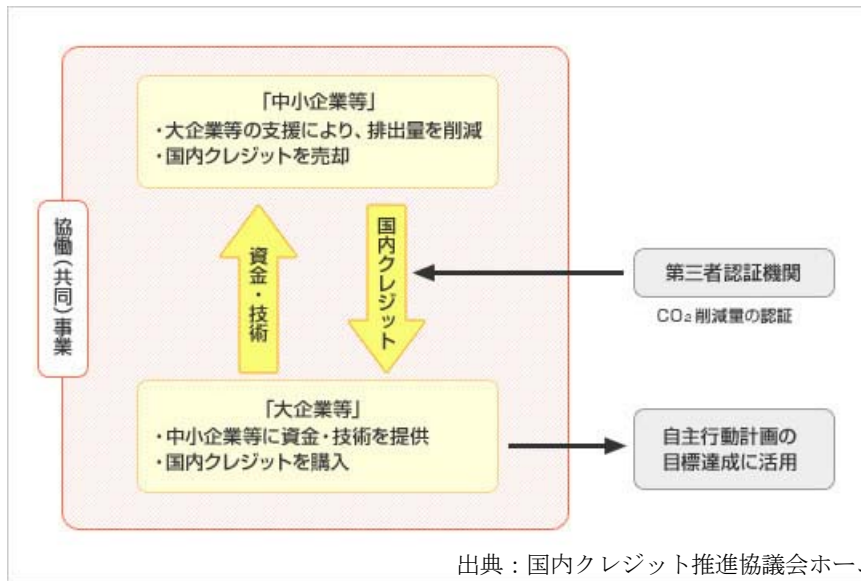 「中小企業等」
・大企業等の支援により、排出量を削減
・国内クレジットを売却
協働(共同)事業
資金・技術
国内クレジット
第三者認証機関
CO₂削減量の認証
「大企業等」
・中小企業等に資金・技術を提供
・国内クレジットを購入
自主行動計画の
目標達成に活用
出典：国内クレジット推進協議会ホー